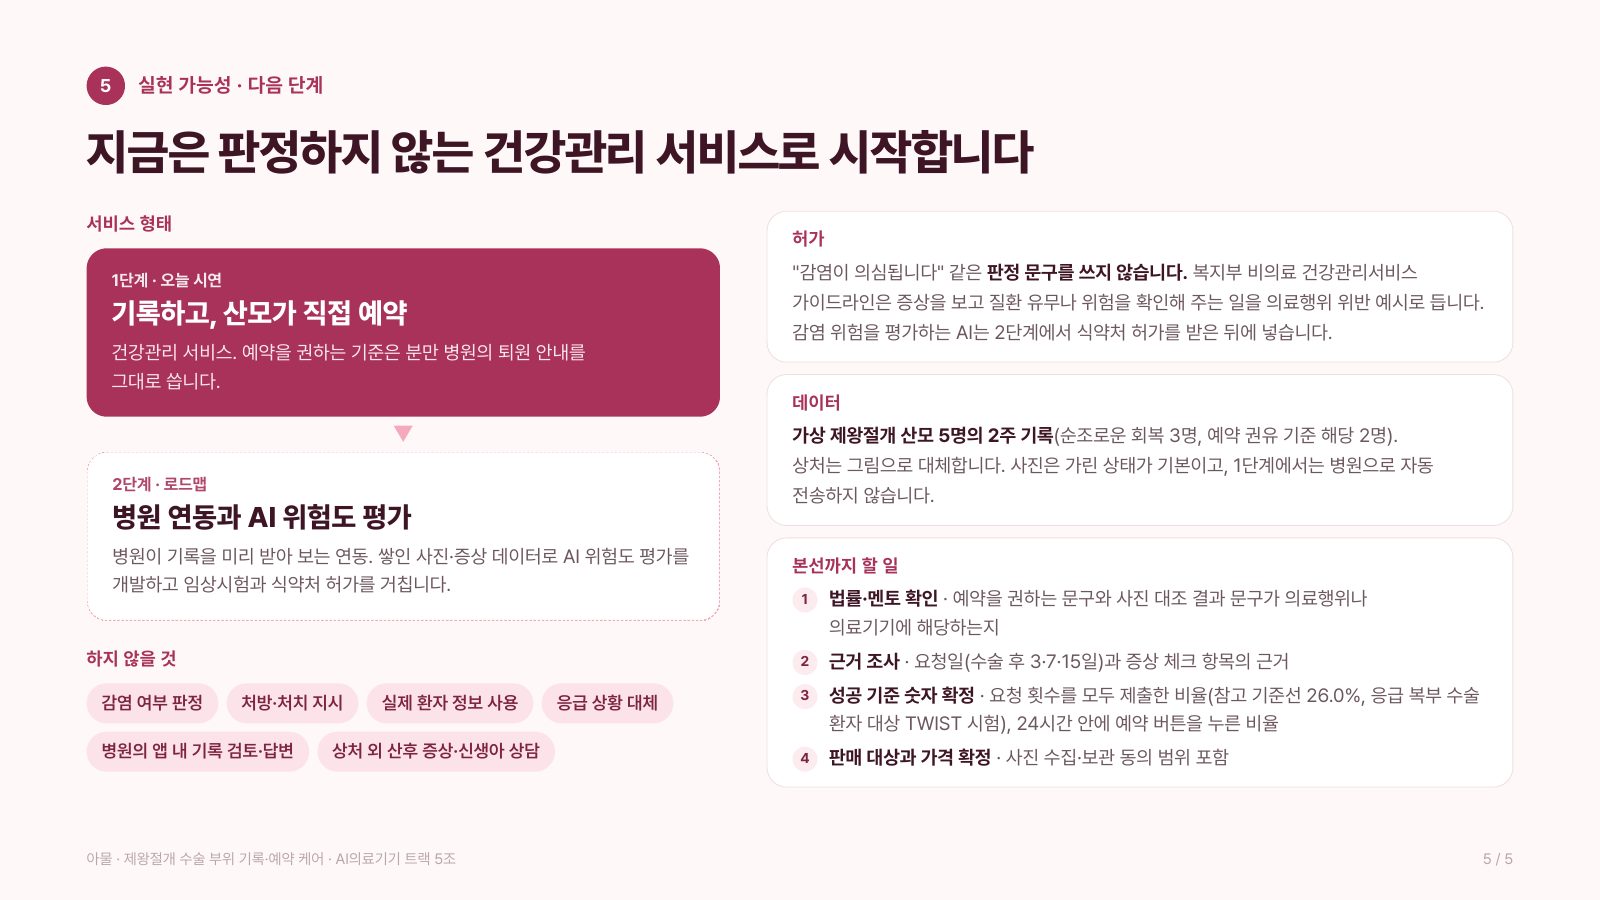 5 실현 가능성 · 다음 단계
지금은 판정하지 않는 건강관리 서비스로 시작합니다
서비스 형태
1단계 · 오늘 시연
기록하고, 산모가 직접 예약
건강관리 서비스. 예약을 권하는 기준은 분만 병원의 퇴원 안내를
그대로 씁니다.
2단계 · 로드맵
병원 연동과 AI 위험도 평가
병원이 기록을 미리 받아 보는 연동. 쌓인 사진·증상 데이터로 AI 위험도 평가를
개발하고 임상시험과 식약처 허가를 거칩니다.
하지 않을 것
감염 여부 판정 처방·처치 지시 실제 환자 정보 사용 응급 상황 대체
병원의 앱 내 기록 검토·답변 상처 외 산후 증상·신생아 상담
허가
"감염이 의심됩니다" 같은 판정 문구를 쓰지 않습니다. 복지부 비의료 건강관리서비스
가이드라인은 증상을 보고 질환 유무나 위험을 확인해 주는 일을 의료행위 위반 예시로 듭니다.
감염 위험을 평가하는 AI는 2단계에서 식약처 허가를 받은 뒤에 넣습니다.
데이터
가상 제왕절개 산모 5명의 2주 기록(순조로운 회복 3명, 예약 권유 기준 해당 2명).
상처는 그림으로 대체합니다. 사진은 가린 상태가 기본이고, 1단계에서는 병원으로 자동
전송하지 않습니다.
본선까지 할 일
1 법률·멘토 확인 · 예약을 권하는 문구와 사진 대조 결과 문구가 의료행위나
의료기기에 해당하는지
2 근거 조사 · 요청일(수술 후 3·7·15일)과 증상 체크 항목의 근거
3 성공 기준 숫자 확정 · 요청 횟수를 모두 제출한 비율(참고 기준선 26.0%, 응급 복부 수술
환자 대상 TWIST 시험), 24시간 안에 예약 버튼을 누른 비율
4 판매 대상과 가격 확정 · 사진 수집·보관 동의 범위 포함
아물 · 제왕절개 수술 부위 기록·예약 케어 · AI의료기기 트랙 5조
5 / 5